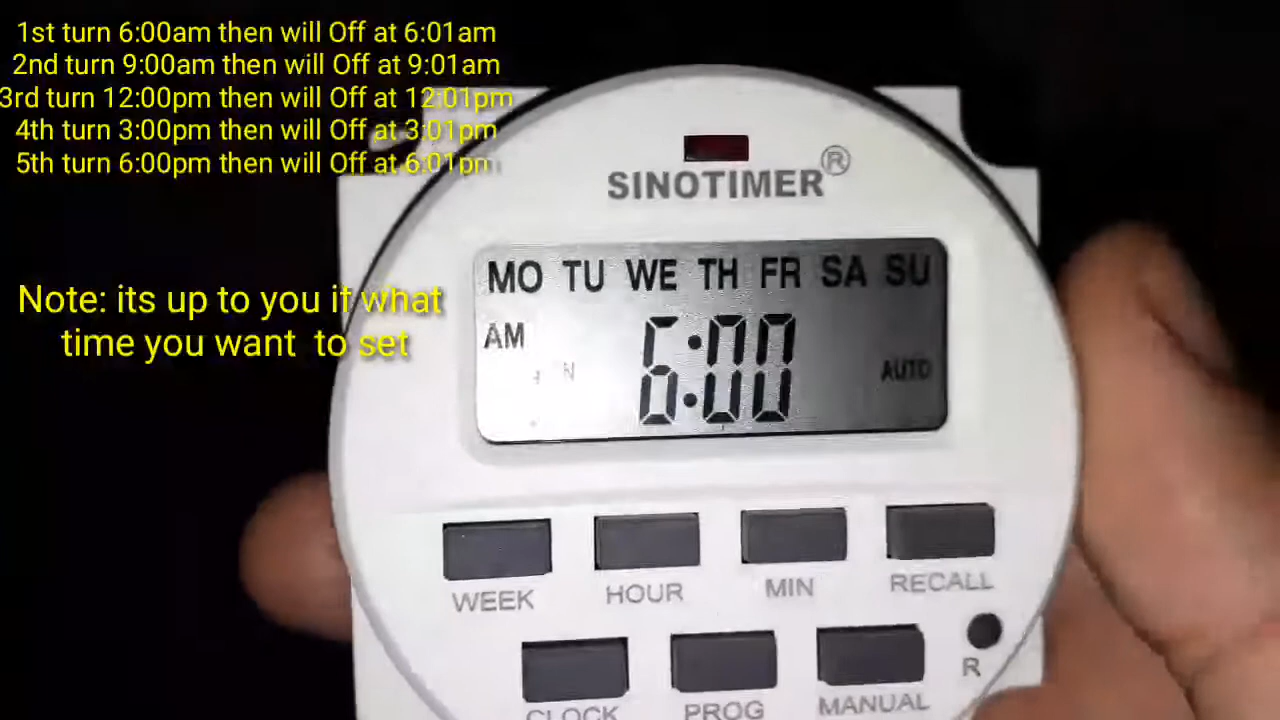 1st turn 6:00am then will Off at 6:01am
2nd turn 9:00am then will Off at 9:01am
3rd turn 12:00pm then will Off at 12:01pm
4th turn 3:00pm then will Off at 3:01pm
5th turn 6:00pm then will Off at 6:01pm
Note: its up to you if what
time you want to set
SINOTIMER®
MO TU WE TH FR SA SU
AM 6:00 AUTO
WEEK HOUR MIN RECALL
R
CLOCK PROG MANUAL